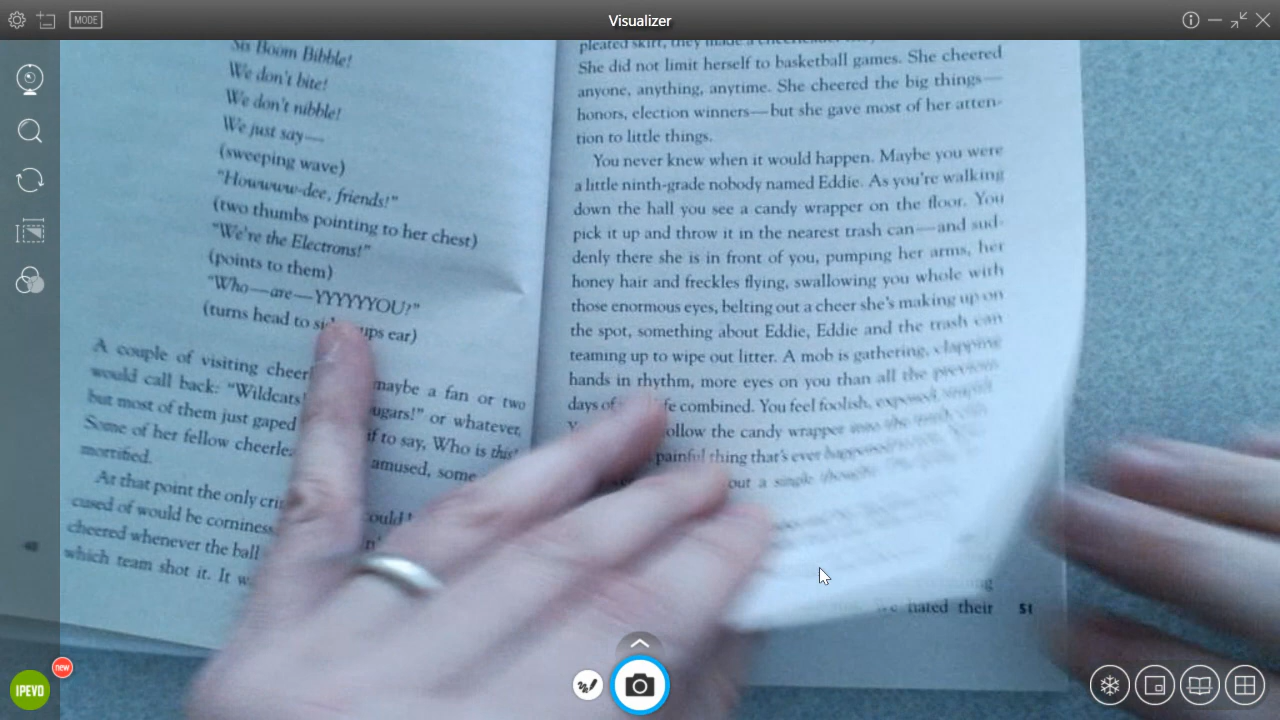 MODE
Visualizer
Sis Boom Bibble!
We don't bite!
We don't nibble!
We just say—
(sweeping wave)
"Howwww-dee, friends!"
(two thumbs pointing to her chest)
"We're the Electrons!"
(points to them)
"Who—are—YYYYYYOU?"
(turns head to ups ear)
A couple of visiting maybe a fan or two
would call back: "Wildcats! or whatever,
but most of them just gaped if to say, Who is this?
Some of her fellow amused, some
mortified.
At that point the only
cused of would be corniness
cheered whenever the ball
which team shot it. It
pleated skirt, they made a
She did not limit herself to basketball games. She cheered
anyone, anything, anytime. She cheered the big things—
honors, election winners—but she gave most of her atten-
tion to little things.
You never knew when it would happen. Maybe you were
a little ninth-grade nobody named Eddie. As you're walking
down the hall you see a candy wrapper on the floor. You
pick it up and throw it in the nearest trash can—and sud-
denly there she is in front of you, pumping her arms, her
honey hair and freckles flying, swallowing you whole with
those enormous eyes, belting out a cheer she's making up on
the spot, something about Eddie, Eddie and the trash can
teaming up to wipe out litter. A mob is gathering, clapping
hands in rhythm, more eyes on you than all the previous
days of combined. You feel foolish, exposed,
the candy wrapper
painful thing that's ever happened
out a single
hated their
51
IPEVO
new